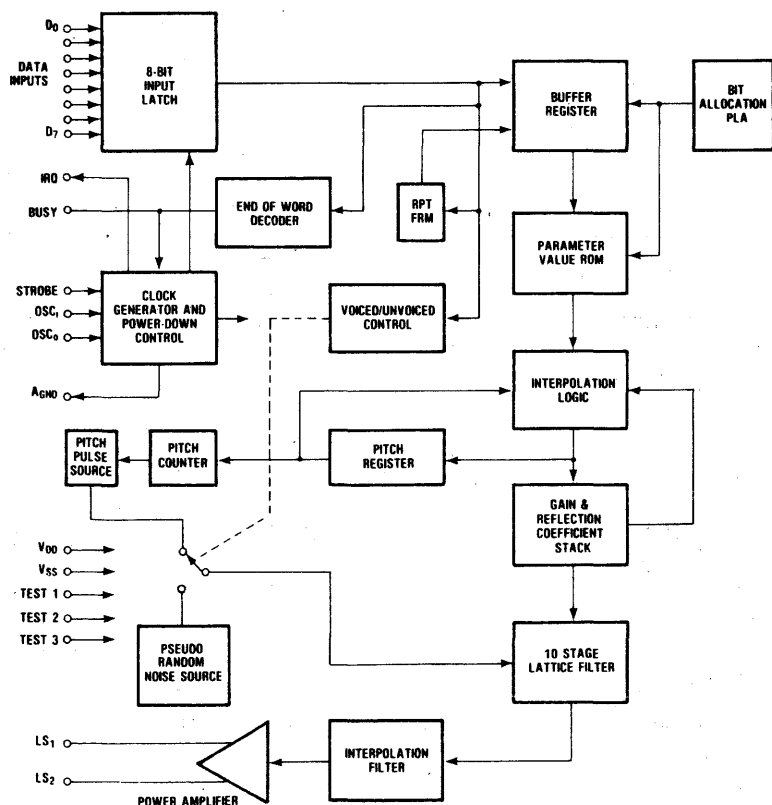 D0
DATA
INPUTS
D7
8-BIT
INPUT
LATCH
BUFFER
REGISTER
BIT
ALLOCATION
PLA
IRQ
BUSY
END OF WORD
DECODER
RPT
FRM
PARAMETER
VALUE ROM
STROBE
OSCI
OSCO
CLOCK
GENERATOR AND
POWER-DOWN
CONTROL
VOICED/UNVOICED
CONTROL
AGND
INTERPOLATION
LOGIC
PITCH
PULSE
SOURCE
PITCH
COUNTER
PITCH
REGISTER
GAIN &
REFLECTION
COEFFICIENT
STACK
VDD
VSS
TEST 1
TEST 2
TEST 3
PSEUDO
RANDOM
NOISE SOURCE
10 STAGE
LATTICE FILTER
LS1
LS2
POWER AMPLIFIER
INTERPOLATION
FILTER